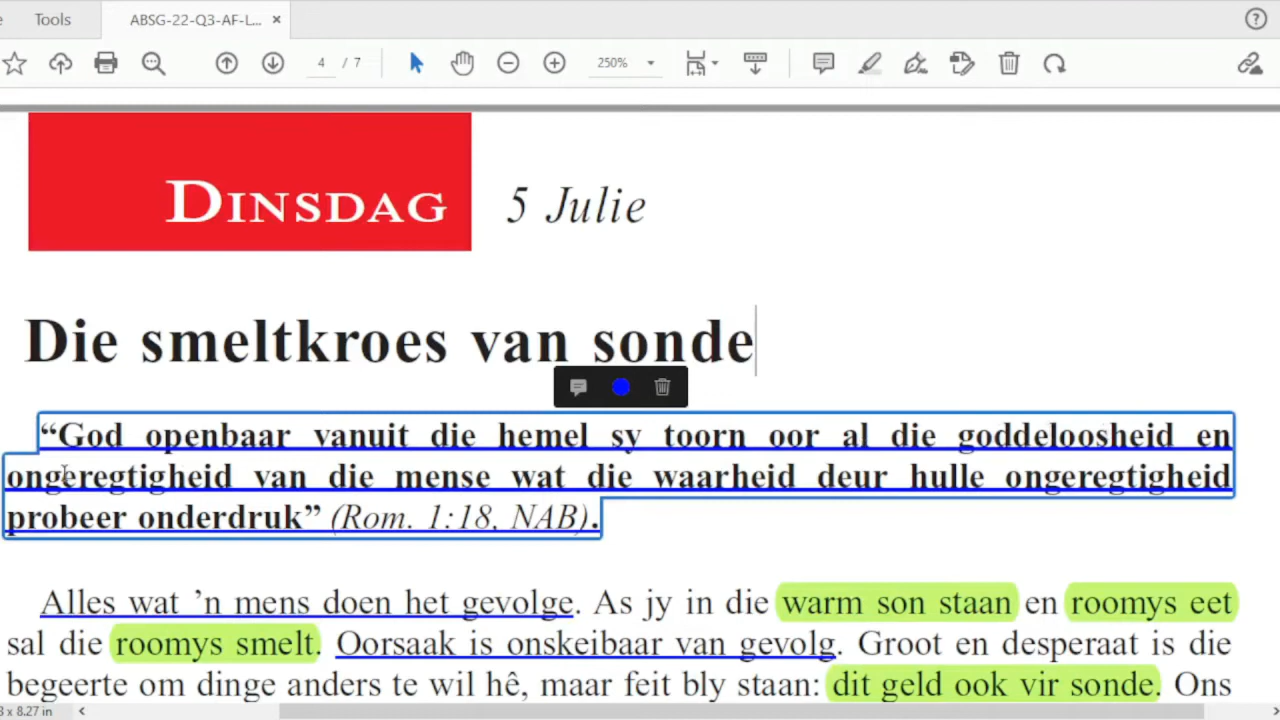 Tools ABSG-22-Q3-AF-L... ×
4 / 7 250%
DINSDAG 5 Julie
Die smeltkroes van sonde
“God openbaar vanuit die hemel sy toorn oor al die goddeloosheid en
ongeregtigheid van die mense wat die waarheid deur hulle ongeregtigheid
probeer onderdruk” (Rom. 1:18, NAB).
Alles wat ’n mens doen het gevolge. As jy in die warm son staan en roomys eet
sal die roomys smelt. Oorsaak is onskeibaar van gevolg. Groot en desperaat is die
begeerte om dinge anders te wil hê, maar feit bly staan: dit geld ook vir sonde. Ons
x 8.27 in